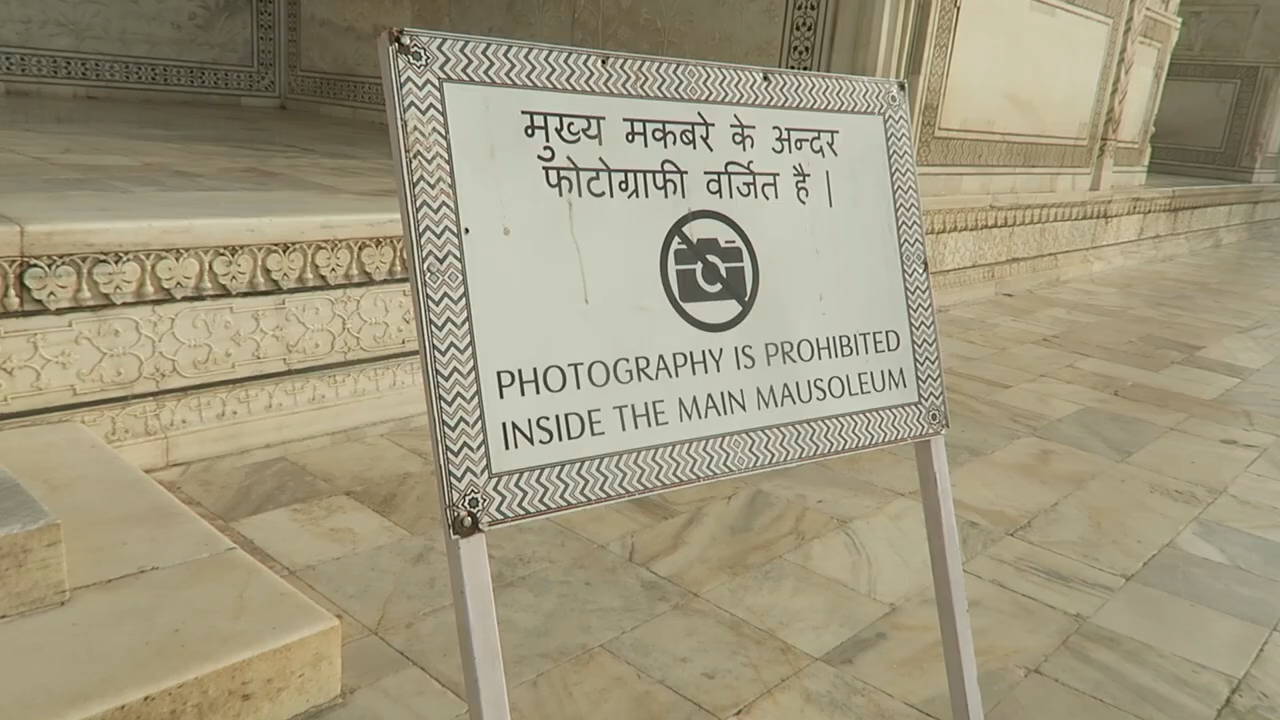 मुख्य मकबरे के अन्दर
फोटोग्राफी वर्जित है |
PHOTOGRAPHY IS PROHIBITED
INSIDE THE MAIN MAUSOLEUM